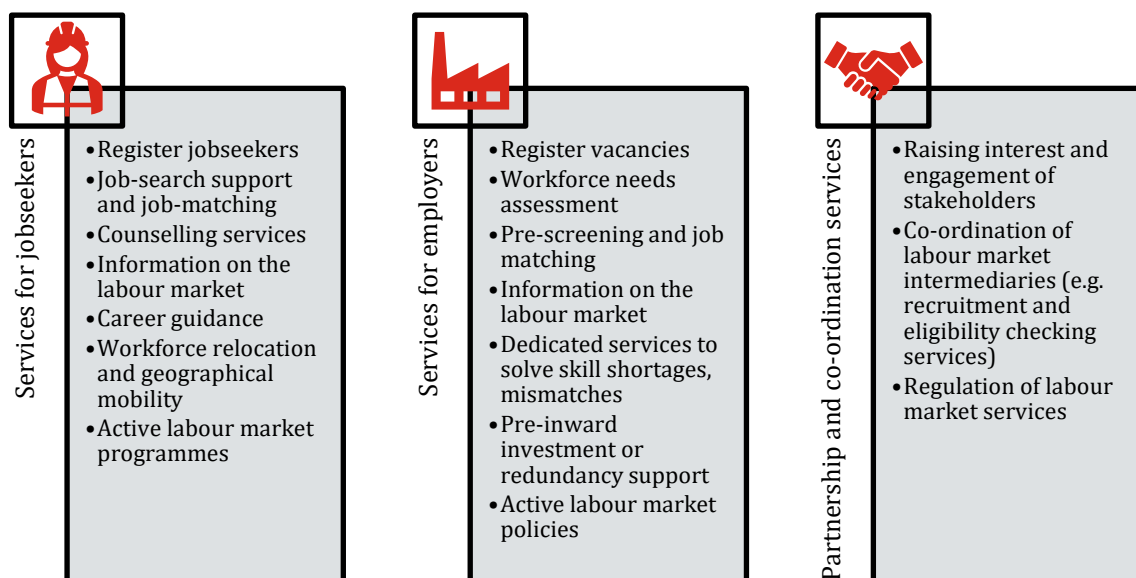 Services for jobseekers
•Register jobseekers
•Job-search support
and job-matching
•Counselling services
•Information on the
labour market
•Career guidance
•Workforce relocation
and geographical
mobility
•Active labour market
programmes
Services for employers
•Register vacancies
•Workforce needs
assessment
•Pre-screening and job
matching
•Information on the
labour market
•Dedicated services to
solve skill shortages,
mismatches
•Pre-inward
investment or
redundancy support
•Active labour market
policies
Partnership and co-ordination services
•Raising interest and
engagement of
stakeholders
•Co-ordination of
labour market
intermediaries (e.g.
recruitment and
eligibility checking
services)
•Regulation of labour
market services